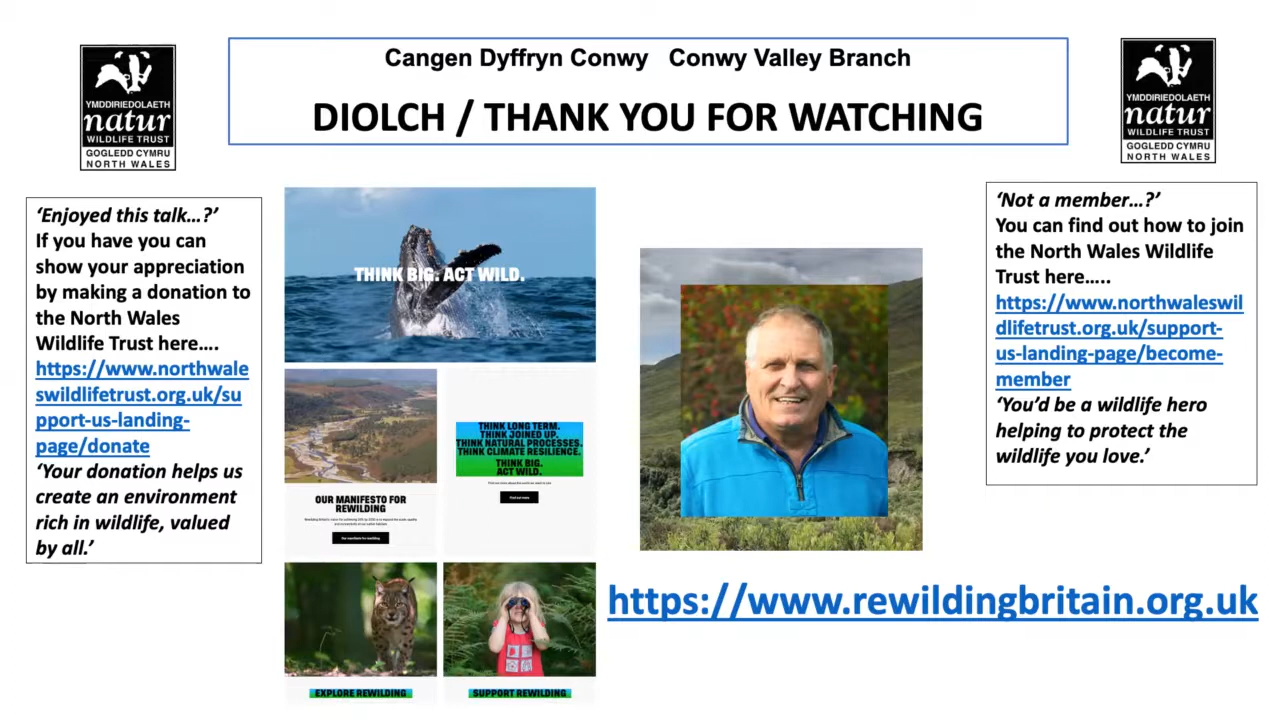 Cangen Dyffryn Conwy   Conwy Valley Branch
DIOLCH / THANK YOU FOR WATCHING
YMDDIRIEDOLAETH
natur
WILDLIFE TRUST
GOGLEDD CYMRU
NORTH WALES
YMDDIRIEDOLAETH
natur
WILDLIFE TRUST
GOGLEDD CYMRU
NORTH WALES
‘Enjoyed this talk…?’
If you have you can
show your appreciation
by making a donation to
the North Wales
Wildlife Trust here….
https://www.northwale
swildlifetrust.org.uk/su
pport-us-landing-
page/donate
‘Your donation helps us
create an environment
rich in wildlife, valued
by all.’
THINK BIG. ACT WILD.
OUR MANIFESTO FOR
REWILDING
Our manifesto for rewilding
THINK LONG TERM.
THINK JOINED UP.
THINK NATURAL PROCESSES.
THINK CLIMATE RESILIENCE.
THINK BIG.
ACT WILD.
Find out more
EXPLORE REWILDING
SUPPORT REWILDING
‘Not a member…?’
You can find out how to join
the North Wales Wildlife
Trust here…..
https://www.northwaleswil
dlifetrust.org.uk/support-
us-landing-page/become-
member
‘You’d be a wildlife hero
helping to protect the
wildlife you love.’
https://www.rewildingbritain.org.uk